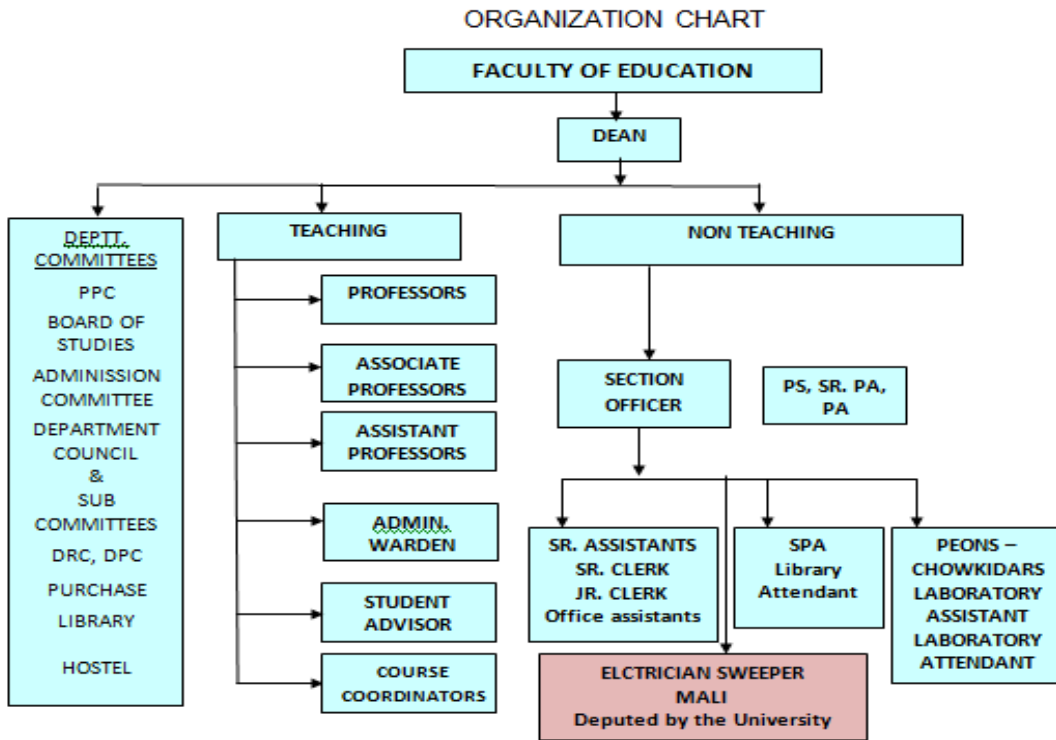 ORGANIZATION CHART
FACULTY OF EDUCATION
DEAN
DEPTT.
COMMITTEES
PPC
BOARD OF
STUDIES
ADMINISSION
COMMITTEE
DEPARTMENT
COUNCIL
&
SUB
COMMITTEES
DRC, DPC
PURCHASE
LIBRARY
HOSTEL
TEACHING
PROFESSORS
ASSOCIATE
PROFESSORS
ASSISTANT
PROFESSORS
ADMIN.
WARDEN
STUDENT
ADVISOR
COURSE
COORDINATORS
NON TEACHING
SECTION
OFFICER
PS, SR. PA,
PA
SR. ASSISTANTS
SR. CLERK
JR. CLERK
Office assistants
SPA
Library
Attendant
PEONS –
CHOWKIDARS
LABORATORY
ASSISTANT
LABORATORY
ATTENDANT
ELCTRICIAN SWEEPER
MALI
Deputed by the University